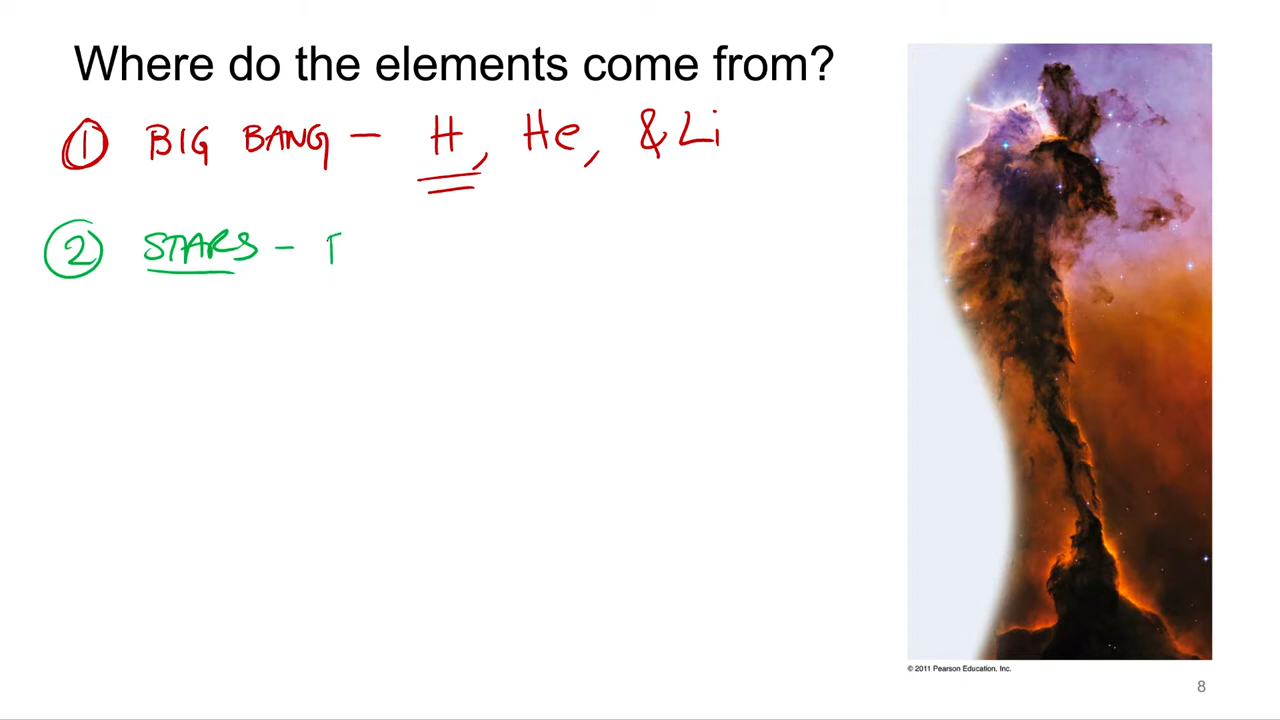 Where do the elements come from?
① BIG BANG – H, He, & Li
② STARS –
© 2011 Pearson Education, Inc.
8